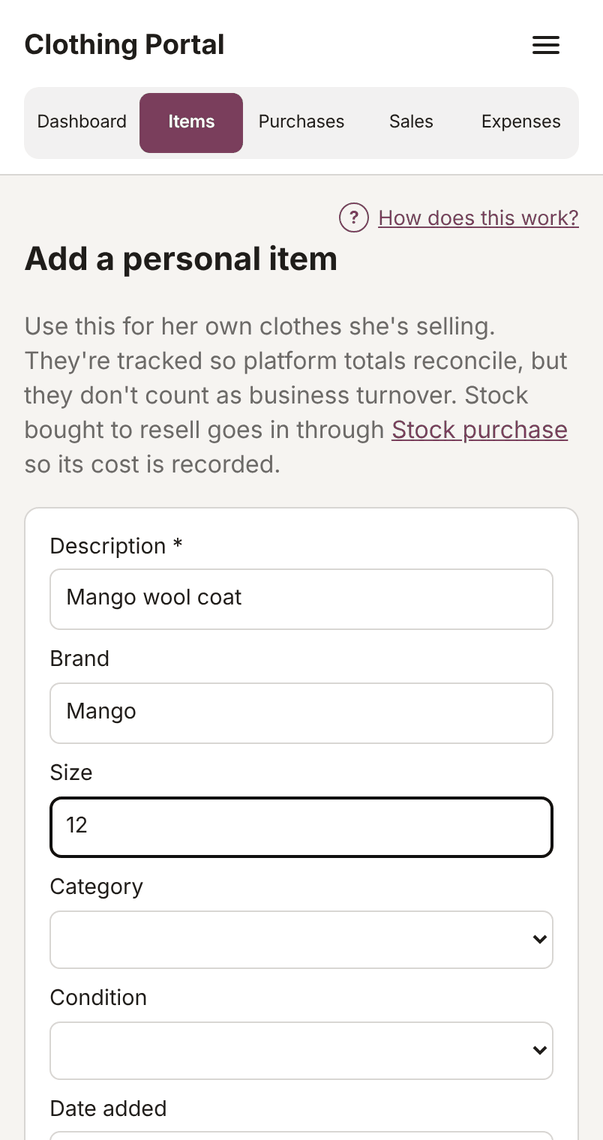 Clothing Portal
Dashboard Items Purchases Sales Expenses
? How does this work?
Add a personal item
Use this for her own clothes she's selling.
They're tracked so platform totals reconcile, but
they don't count as business turnover. Stock
bought to resell goes in through Stock purchase
so its cost is recorded.
Description *
Mango wool coat
Brand
Mango
Size
12
Category
Condition
Date added